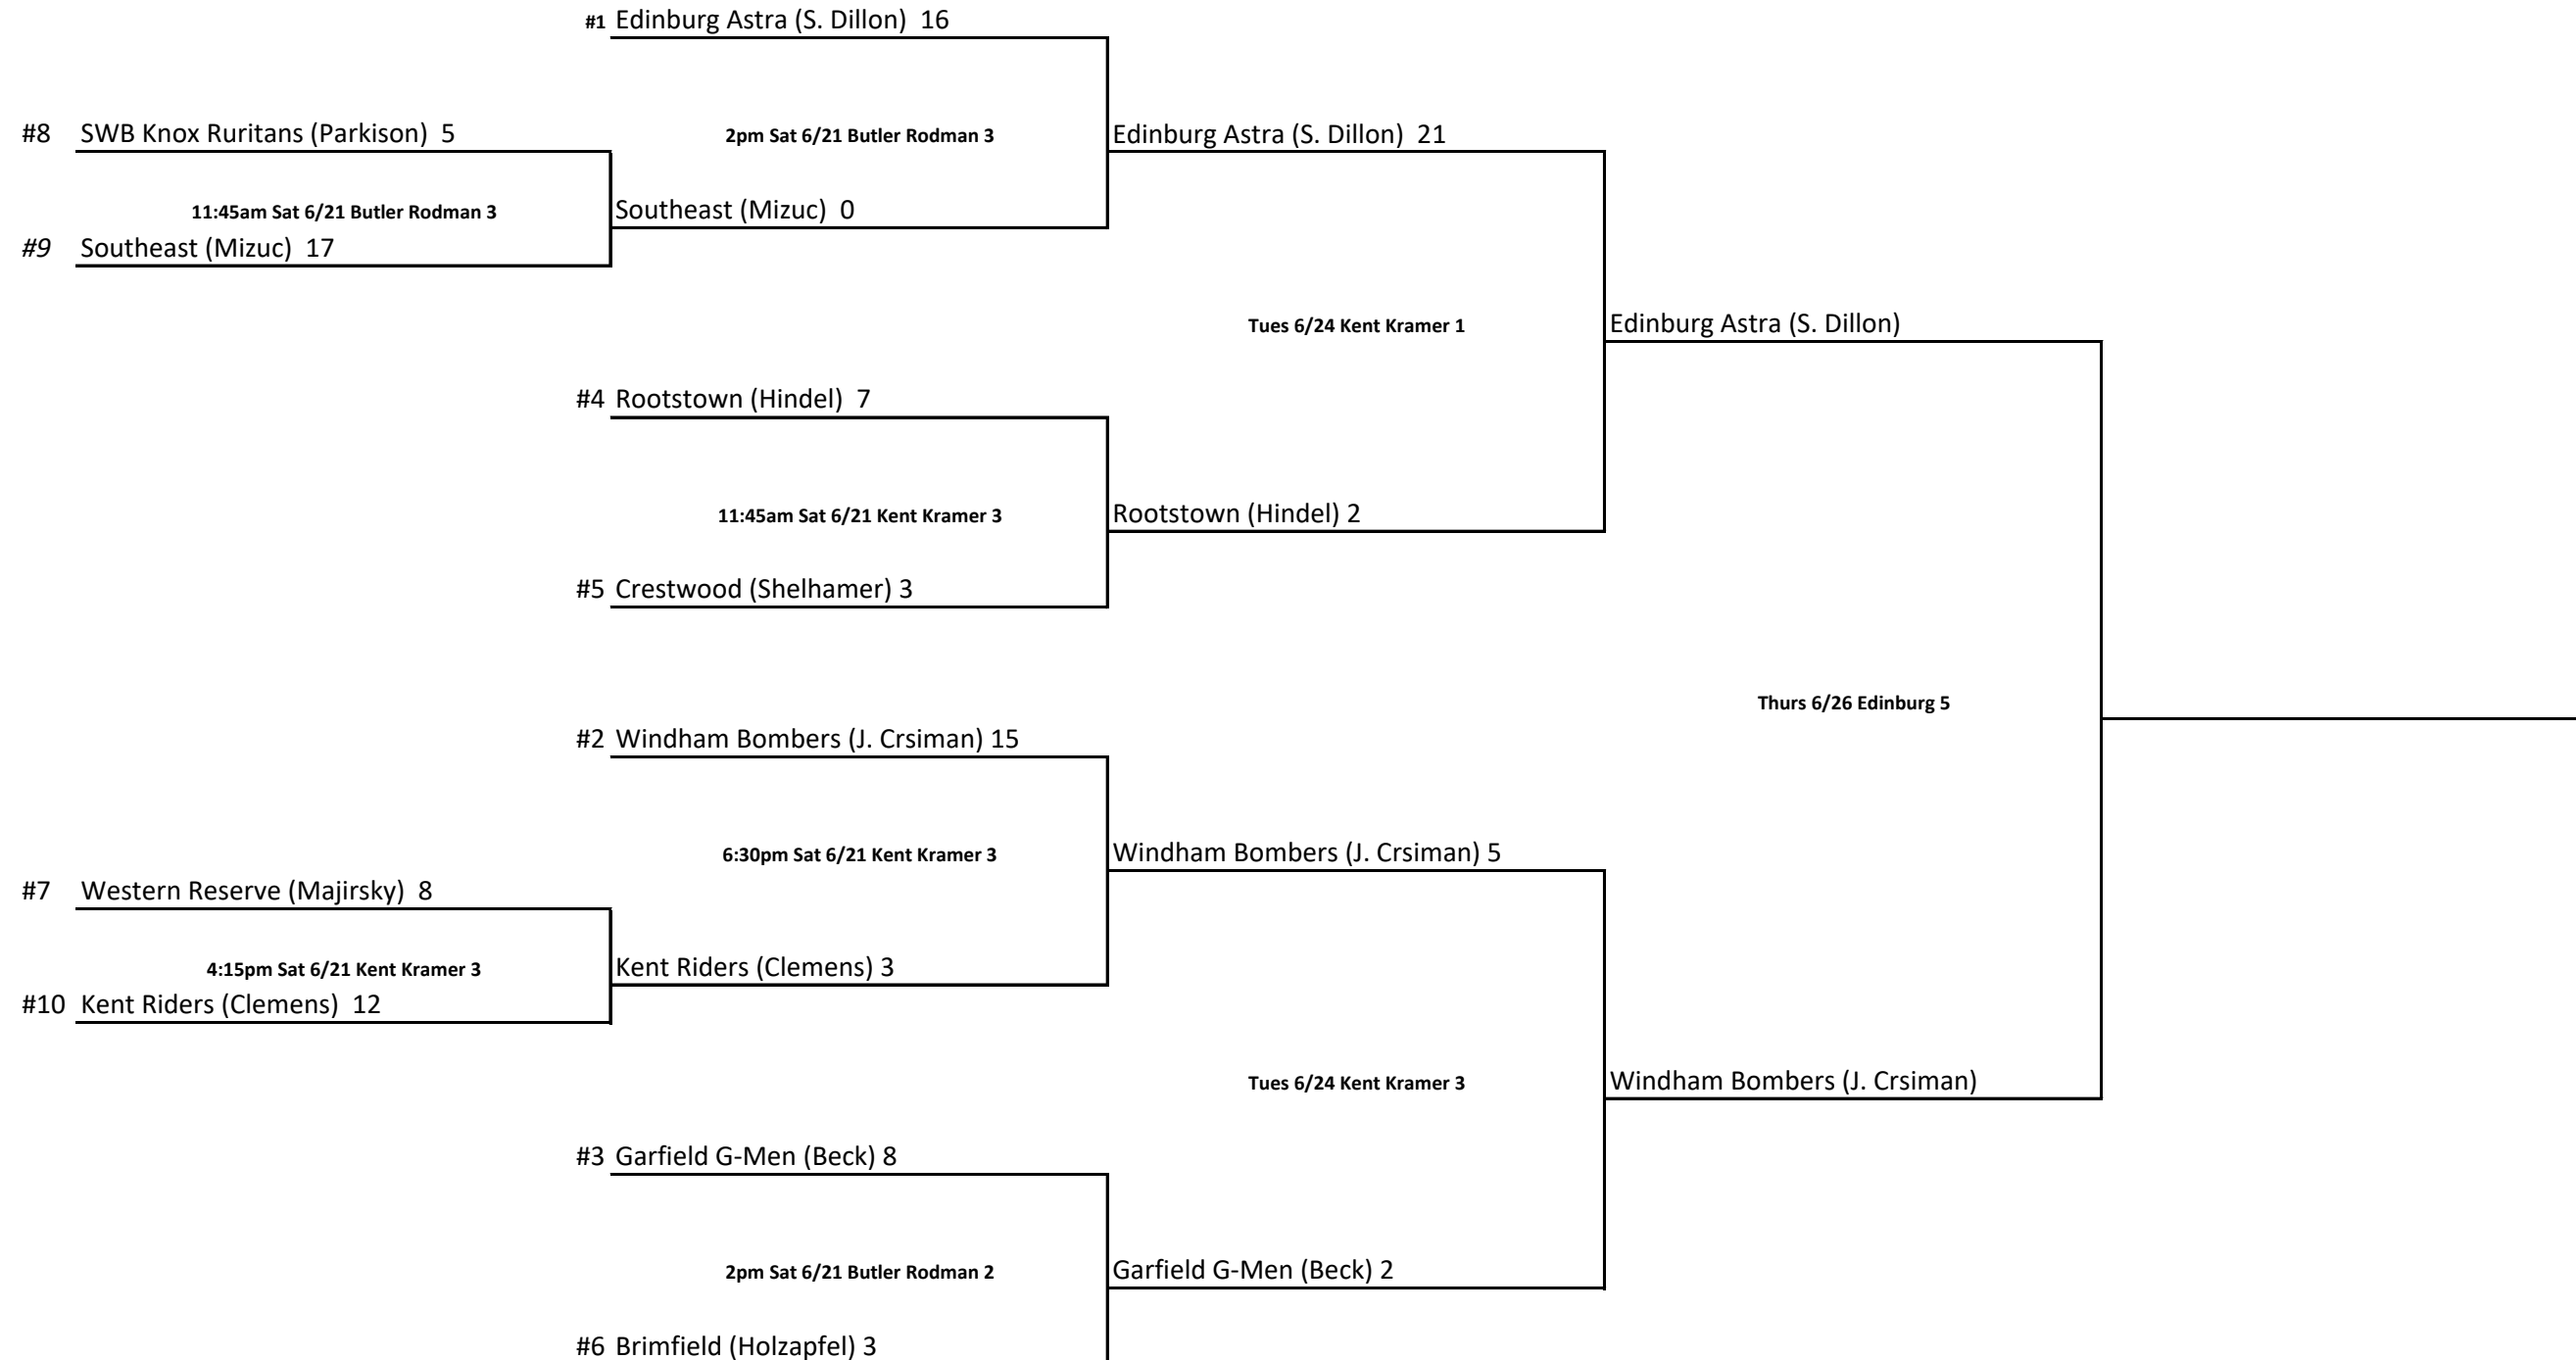 #1 Edinburg Astra (S. Dillon) 16
#8 SWB Knox Ruritans (Parkison) 5
2pm Sat 6/21 Butler Rodman 3
Edinburg Astra (S. Dillon) 21
11:45am Sat 6/21 Butler Rodman 3
Southeast (Mizuc) 0
#9 Southeast (Mizuc) 17
Tues 6/24 Kent Kramer 1
Edinburg Astra (S. Dillon)
#4 Rootstown (Hindel) 7
11:45am Sat 6/21 Kent Kramer 3
Rootstown (Hindel) 2
#5 Crestwood (Shelhamer) 3
Thurs 6/26 Edinburg 5
#2 Windham Bombers (J. Crsiman) 15
6:30pm Sat 6/21 Kent Kramer 3
Windham Bombers (J. Crsiman) 5
#7 Western Reserve (Majirsky) 8
4:15pm Sat 6/21 Kent Kramer 3
Kent Riders (Clemens) 3
#10 Kent Riders (Clemens) 12
Tues 6/24 Kent Kramer 3
Windham Bombers (J. Crsiman)
#3 Garfield G-Men (Beck) 8
2pm Sat 6/21 Butler Rodman 2
Garfield G-Men (Beck) 2
#6 Brimfield (Holzapfel) 3